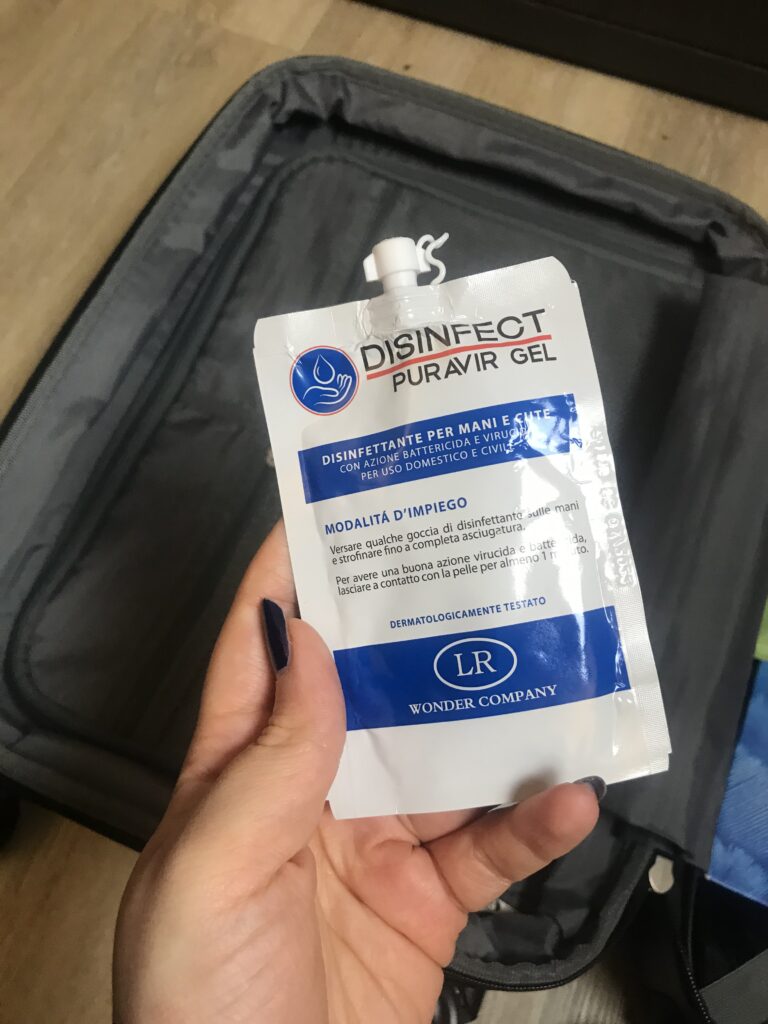 DISINFECT
PURAVIR GEL
DISINFETTANTE PER MANI E CUTE
CON AZIONE BATTERICIDA E VIRUCIDA
PER USO DOMESTICO E CIVILE
MODALITÁ D'IMPIEGO
Versare qualche goccia di disinfettante sulle mani
e strofinare fino a completa asciugatura.
Per avere una buona azione virucida e battericida,
lasciare a contatto con la pelle per almeno 1 minuto.
DERMATOLOGICAMENTE TESTATO
LR
WONDER COMPANY